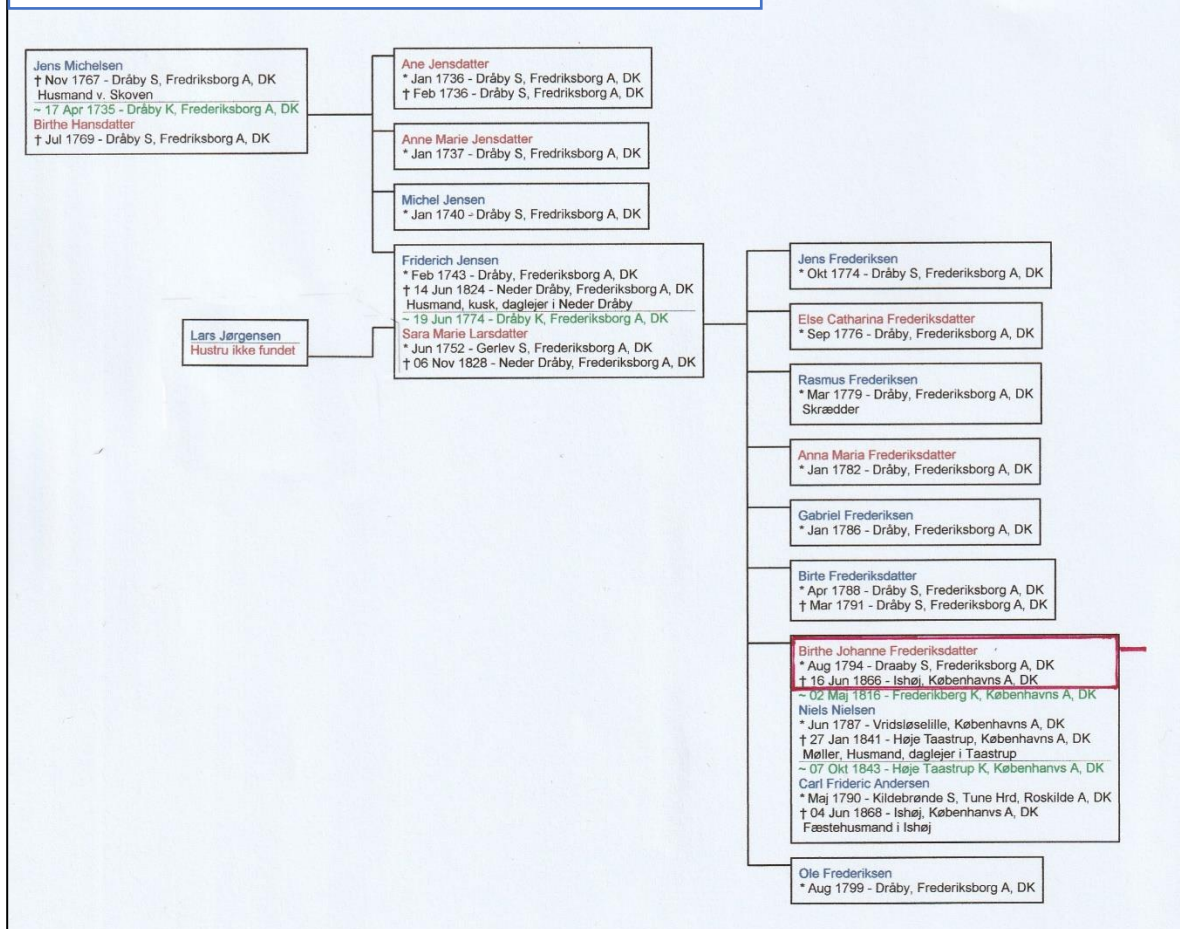 Jens Michelsen
† Nov 1767 - Dråby S, Fredriksborg A, DK
Husmand v. Skoven
~ 17 Apr 1735 - Dråby K, Frederiksborg A, DK
Birthe Hansdatter
† Jul 1769 - Dråby S, Fredriksborg A, DK
Ane Jensdatter
* Jan 1736 - Dråby S, Fredriksborg A, DK
† Feb 1736 - Dråby S, Fredriksborg A, DK
Anne Marie Jensdatter
* Jan 1737 - Dråby S, Fredriksborg A, DK
Michel Jensen
* Jan 1740 - Dråby S, Fredriksborg A, DK
Friderich Jensen
* Feb 1743 - Dråby, Frederiksborg A, DK
† 14 Jun 1824 - Neder Dråby, Frederiksborg A, DK
Husmand, kusk, daglejer i Neder Dråby
~ 19 Jun 1774 - Dråby K, Frederiksborg A, DK
Sara Marie Larsdatter
* Jun 1752 - Gerlev S, Frederiksborg A, DK
† 06 Nov 1828 - Neder Dråby, Frederiksborg A, DK
Lars Jørgensen
Hustru ikke fundet
Jens Frederiksen
* Okt 1774 - Dråby S, Frederiksborg A, DK
Else Catharina Frederiksdatter
* Sep 1776 - Dråby, Frederiksborg A, DK
Rasmus Frederiksen
* Mar 1779 - Dråby, Frederiksborg A, DK
Skrædder
Anna Maria Frederiksdatter
* Jan 1782 - Dråby, Frederiksborg A, DK
Gabriel Frederiksen
* Jan 1786 - Dråby, Frederiksborg A, DK
Birte Frederiksdatter
* Apr 1788 - Dråby S, Frederiksborg A, DK
† Mar 1791 - Dråby S, Frederiksborg A, DK
Birthe Johanne Frederiksdatter
* Aug 1794 - Draaby S, Frederiksborg A, DK
† 16 Jun 1866 - Ishøj, Københavns A, DK
~ 02 Maj 1816 - Frederikberg K, Københavns A, DK
Niels Nielsen
* Jun 1787 - Vridsløselille, Københavns A, DK
† 27 Jan 1841 - Høje Taastrup, Københavns A, DK
Møller, Husmand, daglejer i Taastrup
~ 07 Okt 1843 - Høje Taastrup K, Københanvs A, DK
Carl Frideric Andersen
* Maj 1790 - Kildebrønde S, Tune Hrd, Roskilde A, DK
† 04 Jun 1868 - Ishøj, Københanvs A, DK
Fæstehusmand i Ishøj
Ole Frederiksen
* Aug 1799 - Dråby, Frederiksborg A, DK